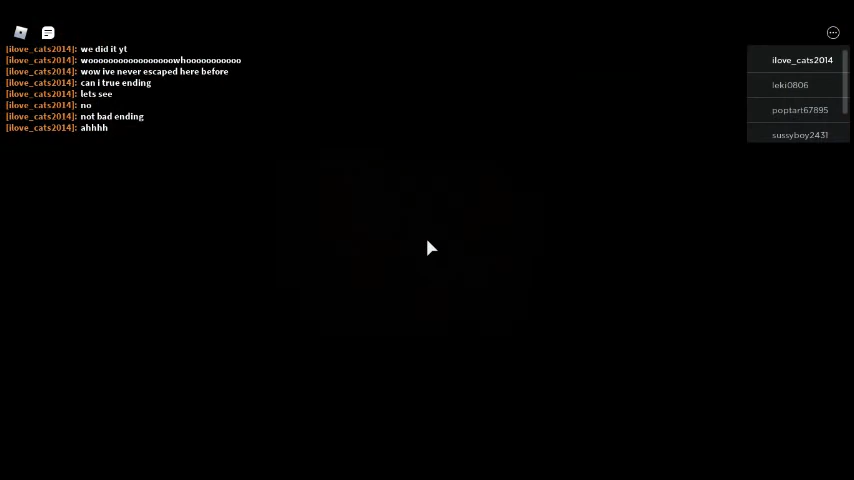 [ilove_cats2014]: we did it yt
[ilove_cats2014]: wooooooooooooooooowhooooooooooo
[ilove_cats2014]: wow ive never escaped here before
[ilove_cats2014]: can i true ending
[ilove_cats2014]: lets see
[ilove_cats2014]: no
[ilove_cats2014]: not bad ending
[ilove_cats2014]: ahhhh
ilove_cats2014
leki0806
poptart67895
sussyboy2431